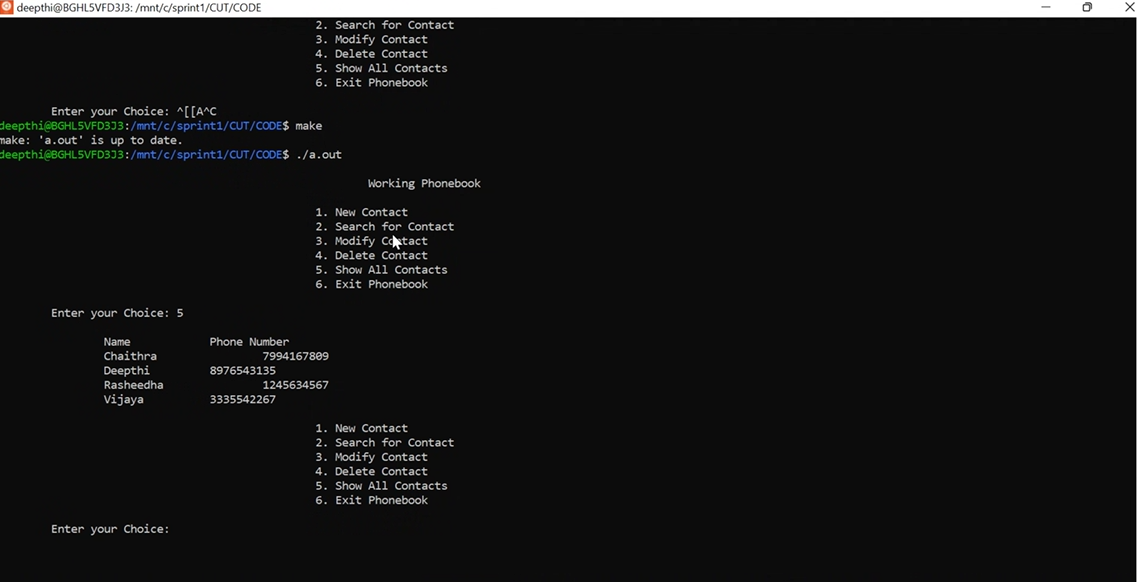 deepthi@BGHL5VFD3J3: /mnt/c/sprint1/CUT/CODE
2. Search for Contact
3. Modify Contact
4. Delete Contact
5. Show All Contacts
6. Exit Phonebook
Enter your Choice: ^[[A^C
deepthi@BGHL5VFD3J3:/mnt/c/sprint1/CUT/CODE$ make
make: 'a.out' is up to date.
deepthi@BGHL5VFD3J3:/mnt/c/sprint1/CUT/CODE$ ./a.out
Working Phonebook
1. New Contact
2. Search for Contact
3. Modify Contact
4. Delete Contact
5. Show All Contacts
6. Exit Phonebook
Enter your Choice: 5
Name Phone Number
Chaithra 7994167809
Deepthi 8976543135
Rasheedha 1245634567
Vijaya 3335542267
1. New Contact
2. Search for Contact
3. Modify Contact
4. Delete Contact
5. Show All Contacts
6. Exit Phonebook
Enter your Choice: